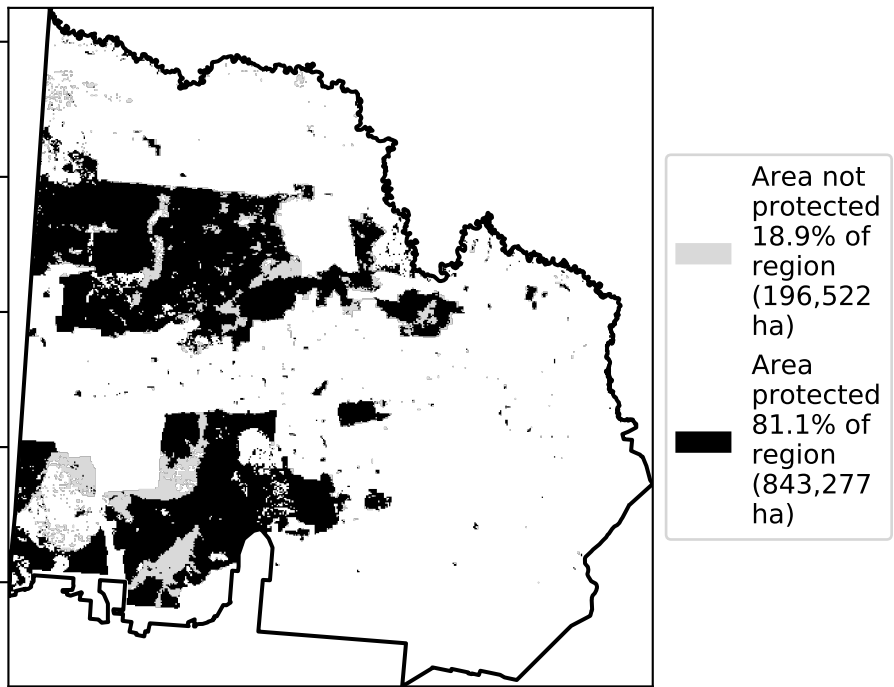 Area not
protected
18.9% of
region
(196,522
ha)
Area
protected
81.1% of
region
(843,277
ha)